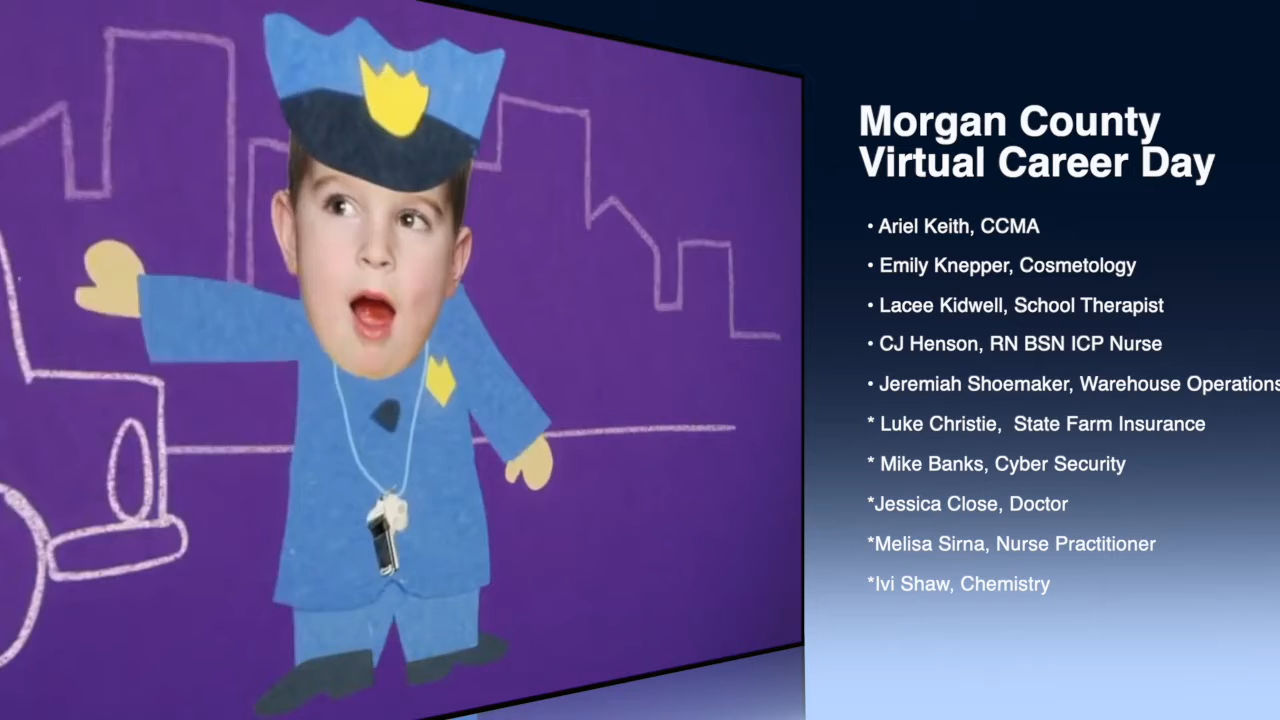 Morgan County
Virtual Career Day
• Ariel Keith, CCMA
• Emily Knepper, Cosmetology
• Lacee Kidwell, School Therapist
• CJ Henson, RN BSN ICP Nurse
• Jeremiah Shoemaker, Warehouse Operations
* Luke Christie,  State Farm Insurance
* Mike Banks, Cyber Security
*Jessica Close, Doctor
*Melisa Sirna, Nurse Practitioner
*Ivi Shaw, Chemistry